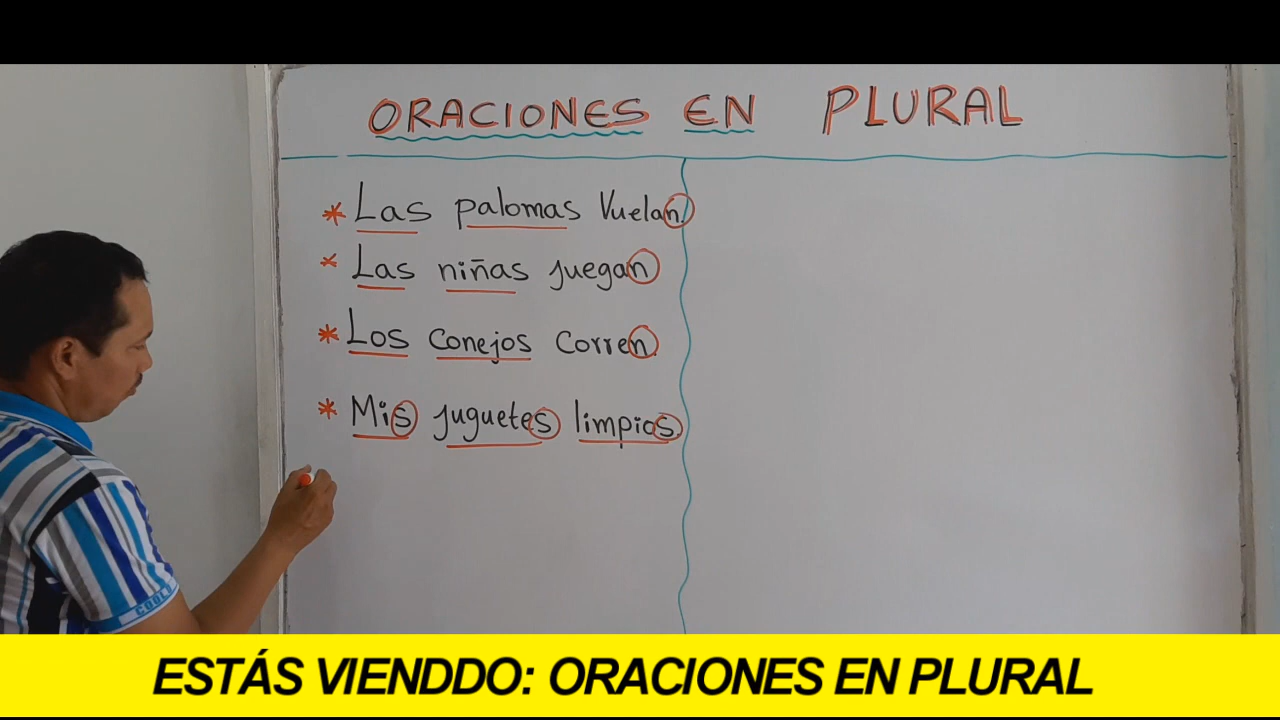 ORACIONES EN PLURAL
* Las palomas Vuelan.
* Las niñas juegan
* Los conejos Corren.
* Mis juguetes limpios.
COOL
ESTÁS VIENDDO: ORACIONES EN PLURAL